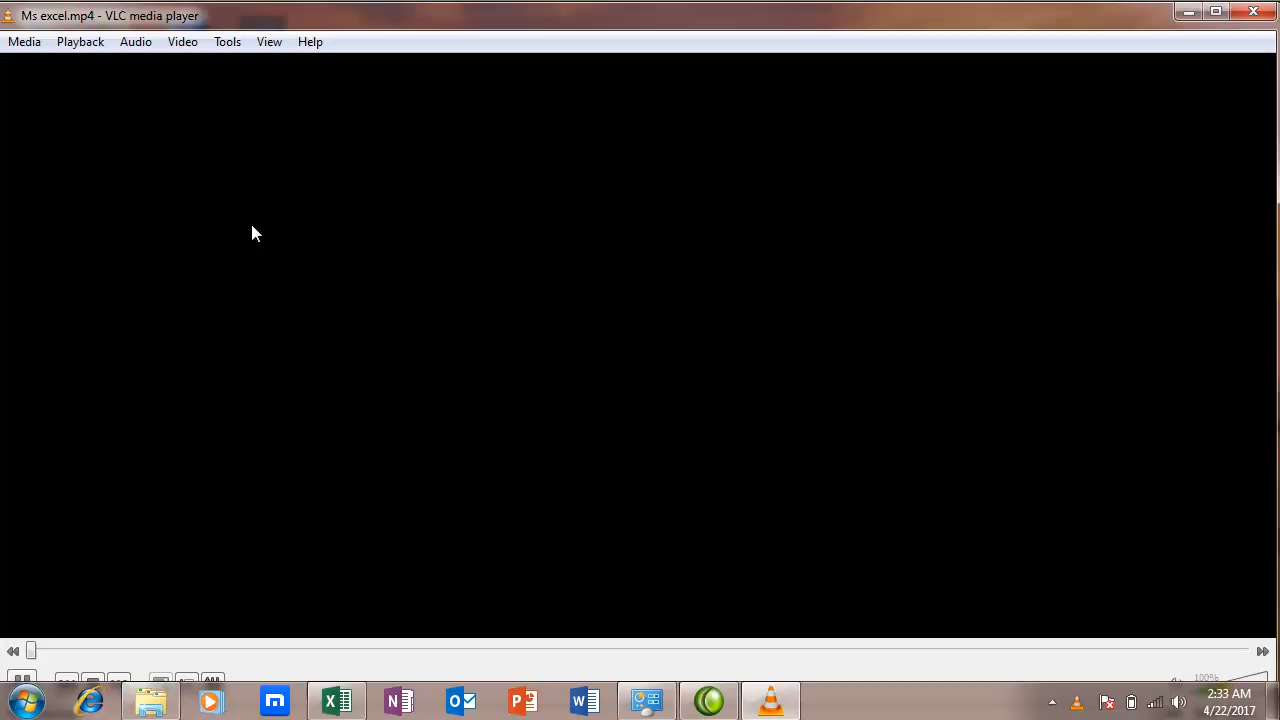 Ms excel.mp4 - VLC media player
Media Playback Audio Video Tools View Help
100%
2:33 AM
4/22/2017